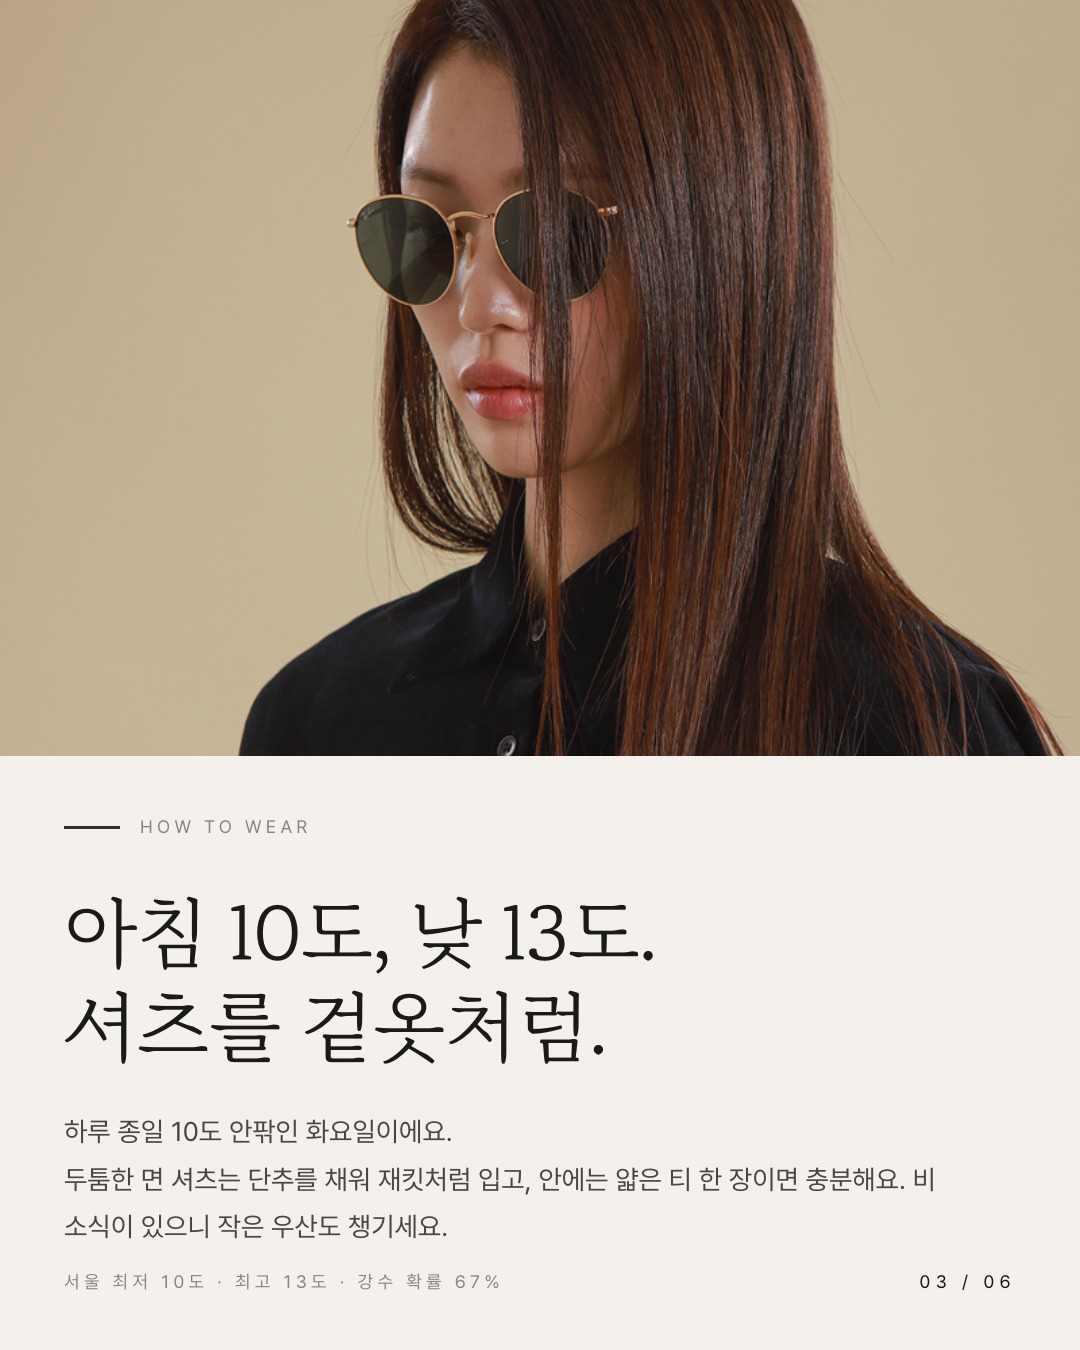 HOW TO WEAR
아침 10도, 낮 13도.
셔츠를 겉옷처럼.
하루 종일 10도 안팎인 화요일이에요.
두툼한 면 셔츠는 단추를 채워 재킷처럼 입고, 안에는 얇은 티 한 장이면 충분해요. 비
소식이 있으니 작은 우산도 챙기세요.
서울 최저 10도 · 최고 13도 · 강수 확률 67%
03 / 06